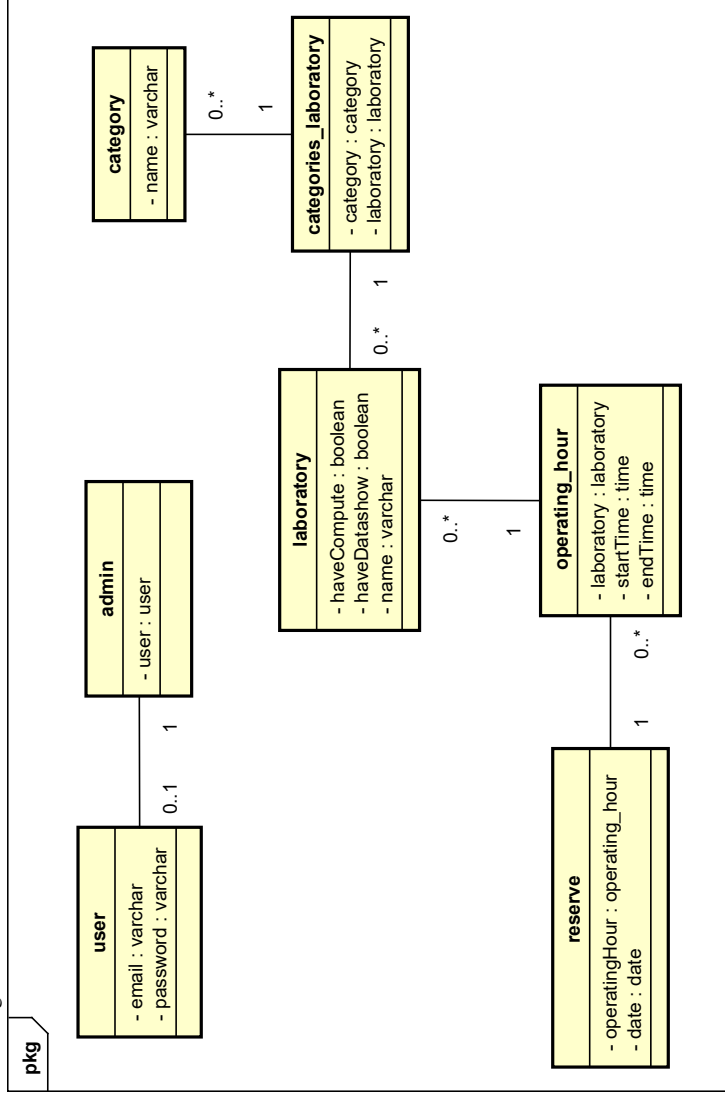 pkg
user
- email : varchar
- password : varchar
0..1
1
admin
- user : user
category
- name : varchar
0..*
1
laboratory
- haveCompute : boolean
- haveDatashow : boolean
- name : varchar
0..*
1
categories_laboratory
- category : category
- laboratory : laboratory
0..*
1
reserve
- operatingHour : operating_hour
- date : date
1
0..*
operating_hour
- laboratory : laboratory
- startTime : time
- endTime : time